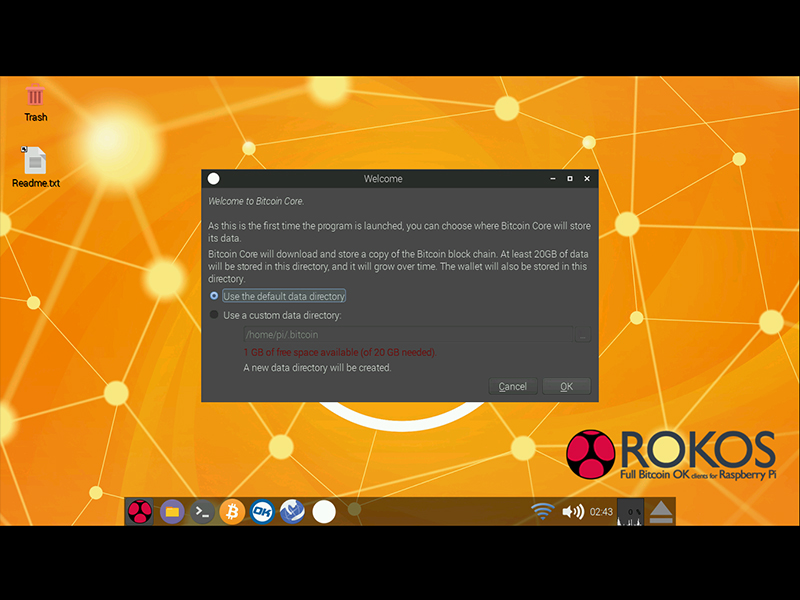 Trash
Readme.txt
Welcome
Welcome to Bitcoin Core.
As this is the first time the program is launched, you can choose where Bitcoin Core will store
its data.
Bitcoin Core will download and store a copy of the Bitcoin block chain. At least 20GB of data
will be stored in this directory, and it will grow over time. The wallet will also be stored in this
directory.
Use the default data directory
Use a custom data directory:
/home/pi/.bitcoin
...
1 GB of free space available (of 20 GB needed)
A new data directory will be created.
Cancel
OK
ROKOS
Full Bitcoin OK clients for Raspberry Pi
OK
02:43
0 %